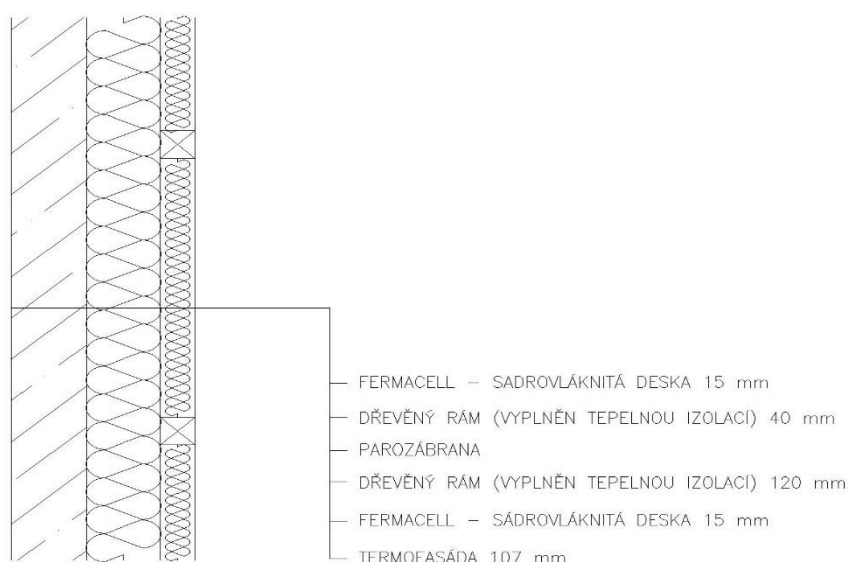 FERMACELL – SADROVLÁKNITÁ DESKA 15 mm
DŘEVĚNÝ RÁM (VYPLNĚN TEPELNOU IZOLACÍ) 40 mm
PAROZÁBRANA
DŘEVĚNÝ RÁM (VYPLNĚN TEPELNOU IZOLACÍ) 120 mm
FERMACELL – SÁDROVLÁKNITÁ DESKA 15 mm
TERMOFASÁDA 107 mm